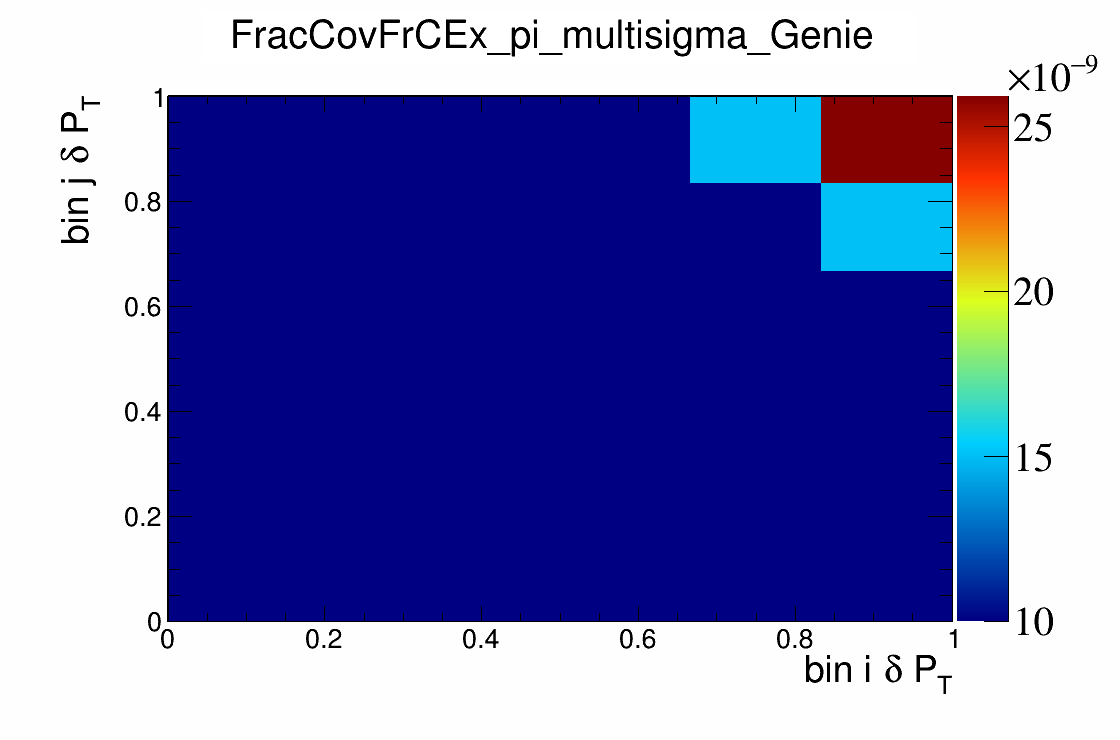 FracCovFrCEx_pi_multisigma_Genie
×10⁻⁹
bin j δ P_T
1
0.8
0.6
0.4
0.2
0
0 0.2 0.4 0.6 0.8 1
bin i δ P_T
25
20
15
10